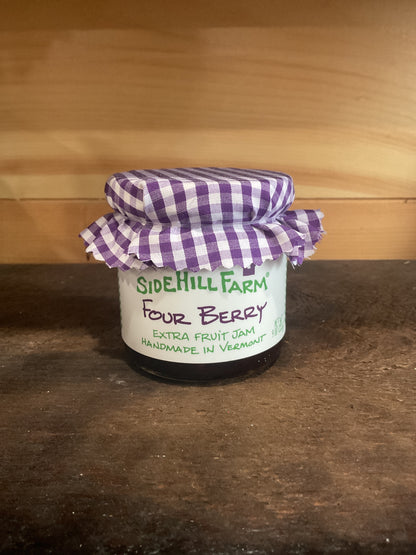 SIDEHILL FARM
FOUR BERRY
EXTRA FRUIT JAM
HANDMADE IN VERMONT